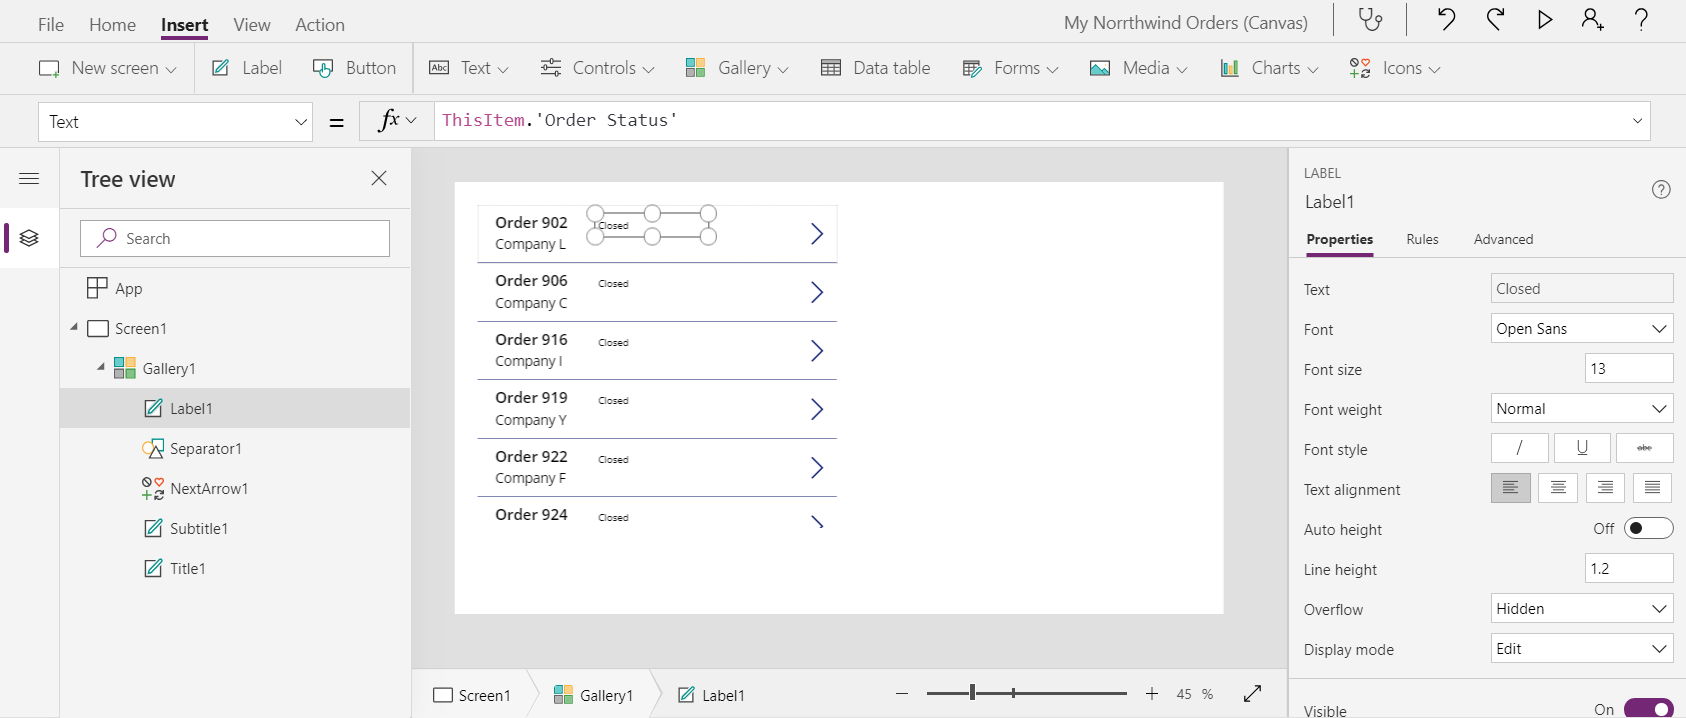 File Home Insert View Action My Norrthwind Orders (Canvas) ?
New screen Label Button Abc Text Controls Gallery Data table Forms Media Charts Icons
Text = fx ThisItem.'Order Status'
Tree view
Search
App
Screen1
Gallery1
Label1
Separator1
NextArrow1
Subtitle1
Title1
Order 902 Closed
Company L
Order 906 Closed
Company C
Order 916 Closed
Company I
Order 919 Closed
Company Y
Order 922 Closed
Company F
Order 924 Closed
Screen1 Gallery1 Label1 — + 45 %
LABEL
Label1 ?
Properties Rules Advanced
Text Closed
Font Open Sans
Font size 13
Font weight Normal
Font style / U abc
Text alignment
Auto height Off
Line height 1.2
Overflow Hidden
Display mode Edit
Visible On